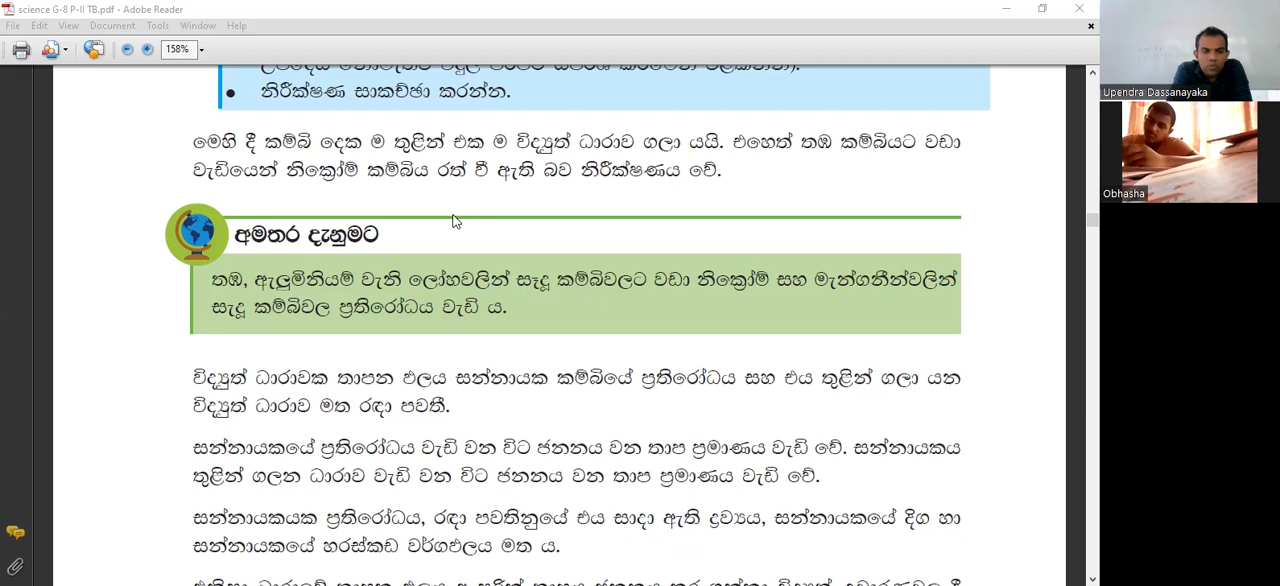 science G-8 P-II TB.pdf - Adobe Reader
File Edit View Document Tools Window Help
158%
නිරීක්ෂණ සාකච්ඡා කරන්න.
මෙහි දී කම්බි දෙක ම තුළින් එක ම විද්‍යුත් ධාරාව ගලා යයි. එහෙත් තඹ කම්බියට වඩා
වැඩියෙන් නික්‍රෝම් කම්බිය රත් වී ඇති බව නිරීක්ෂණය වේ.
අමතර දැනුමට
තඹ, ඇලුමිනියම් වැනි ලෝහවලින් සෑදූ කම්බිවලට වඩා නික්‍රෝම් සහ මැන්ගනීන්වලින්
සැදූ කම්බිවල ප්‍රතිරෝධය වැඩි ය.
විද්‍යුත් ධාරාවක තාපන ඵලය සන්නායක කම්බියේ ප්‍රතිරෝධය සහ එය තුළින් ගලා යන
විද්‍යුත් ධාරාව මත රඳා පවතී.
සන්නායකයේ ප්‍රතිරෝධය වැඩි වන විට ජනනය වන තාප ප්‍රමාණය වැඩි වේ. සන්නායකය
තුළින් ගලන ධාරාව වැඩි වන විට ජනනය වන තාප ප්‍රමාණය වැඩි වේ.
සන්නායකයක ප්‍රතිරෝධය, රඳා පවතිනුයේ එය සාදා ඇති ද්‍රව්‍යය, සන්නායකයේ දිග හා
සන්නායකයේ හරස්කඩ වර්ගඵලය මත ය.
Upendra Dassanayaka
Obhasha